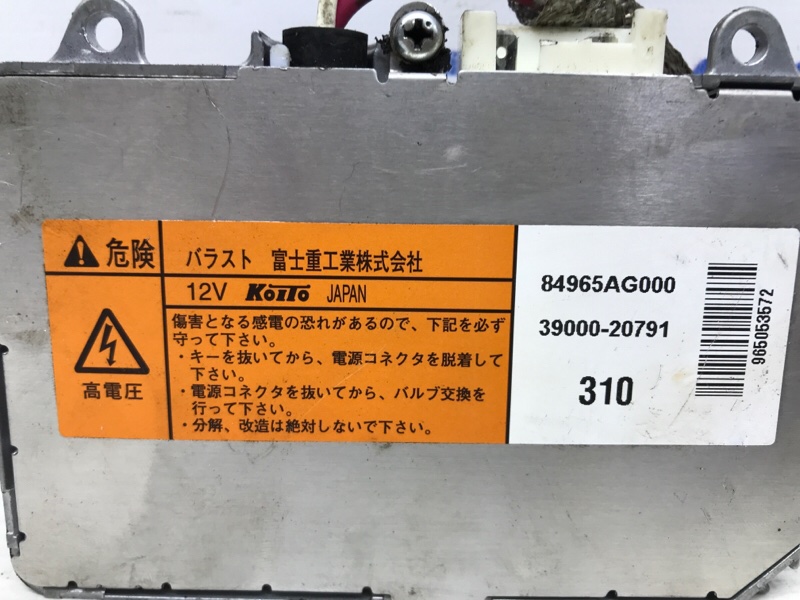 危険
バラスト 富士重工業株式会社
12V KOITO JAPAN
高電圧
傷害となる感電の恐れがあるので、下記を必ず
守って下さい。
・キーを抜いてから、電源コネクタを脱着して
下さい。
・電源コネクタを抜いてから、バルブ交換を
行って下さい。
・分解、改造は絶対しないで下さい。
84965AG000
39000-20791
310
965053572